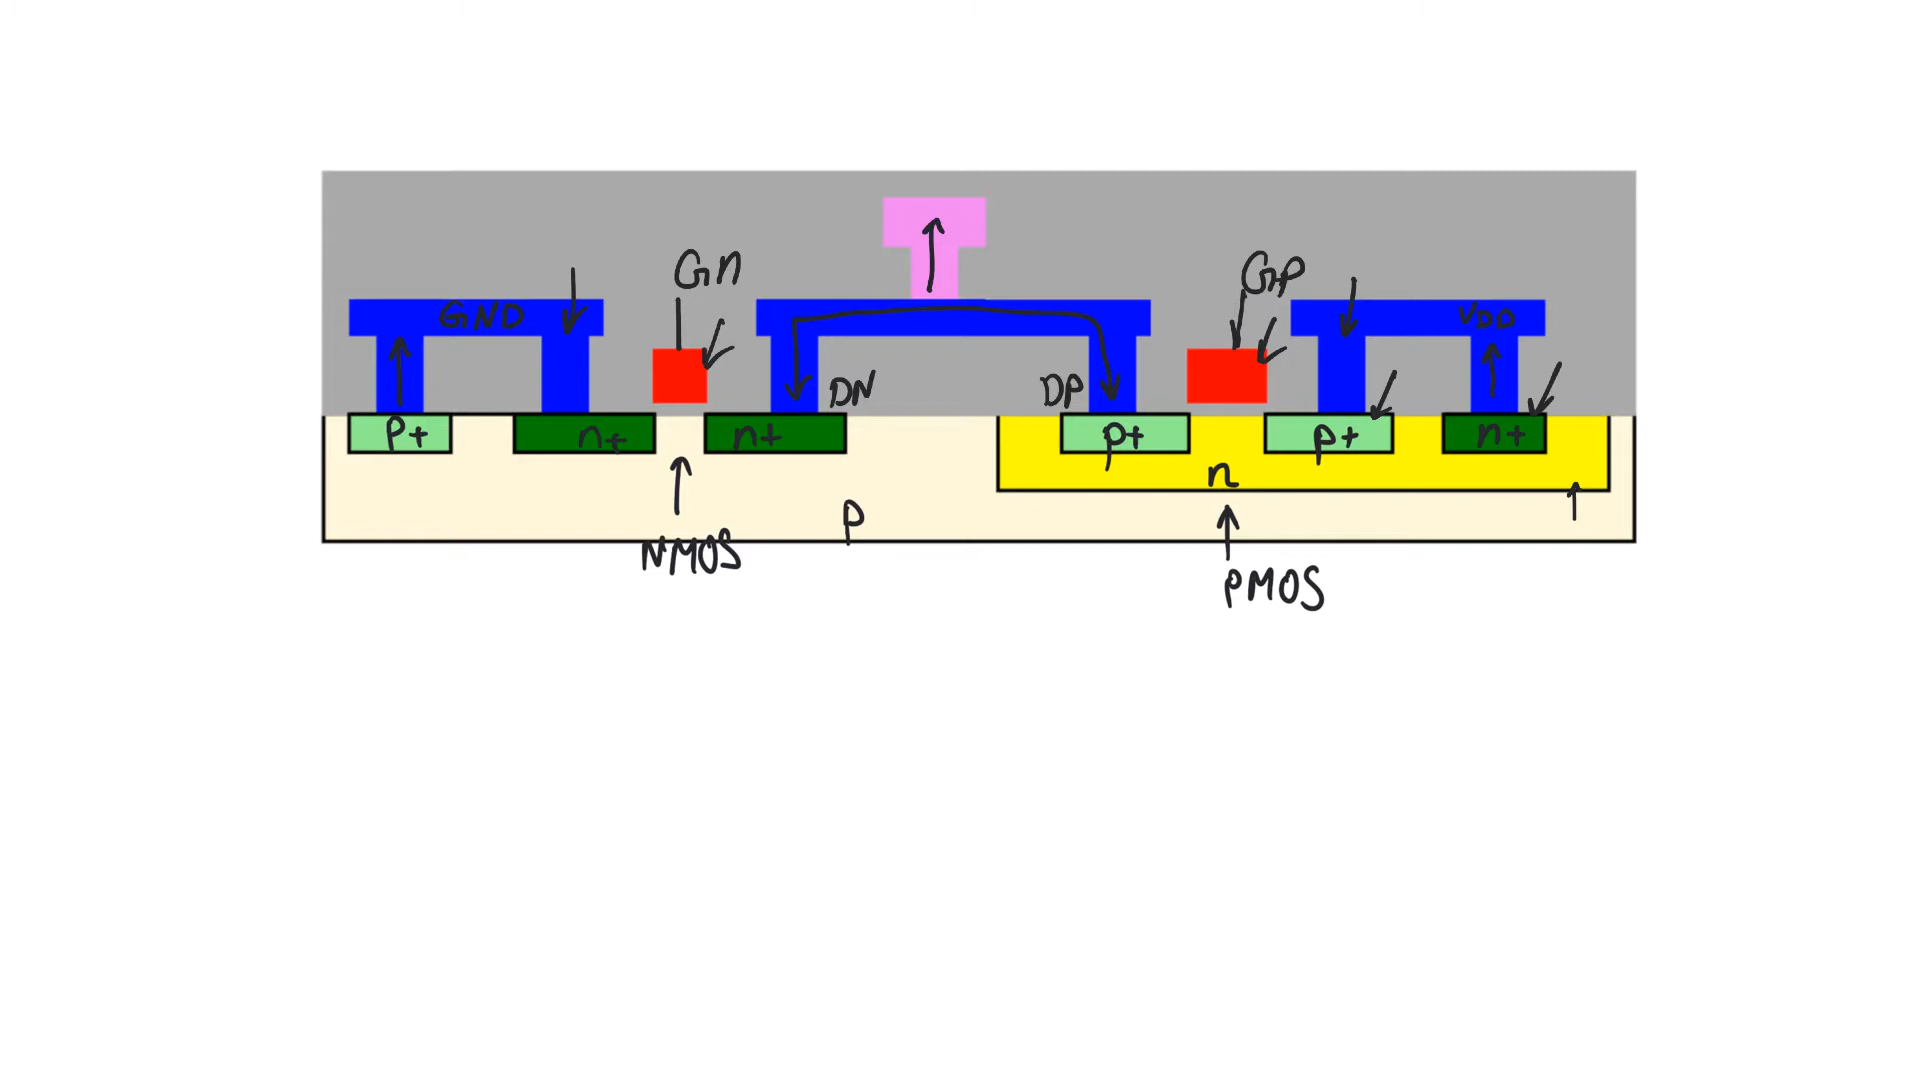 Gn
GP
GND
VDD
DN
DP
P+
n+
n+
p+
p+
n+
n
P
NMOS
PMOS